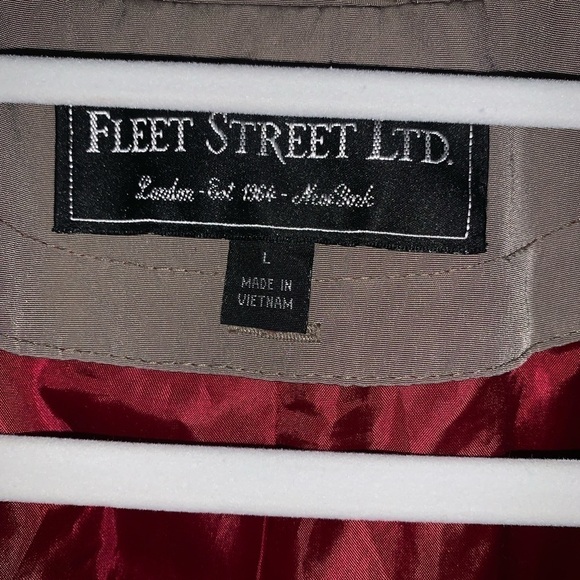 FLEET STREET LTD.
London - Est 1964 - New York
L
MADE IN
VIETNAM